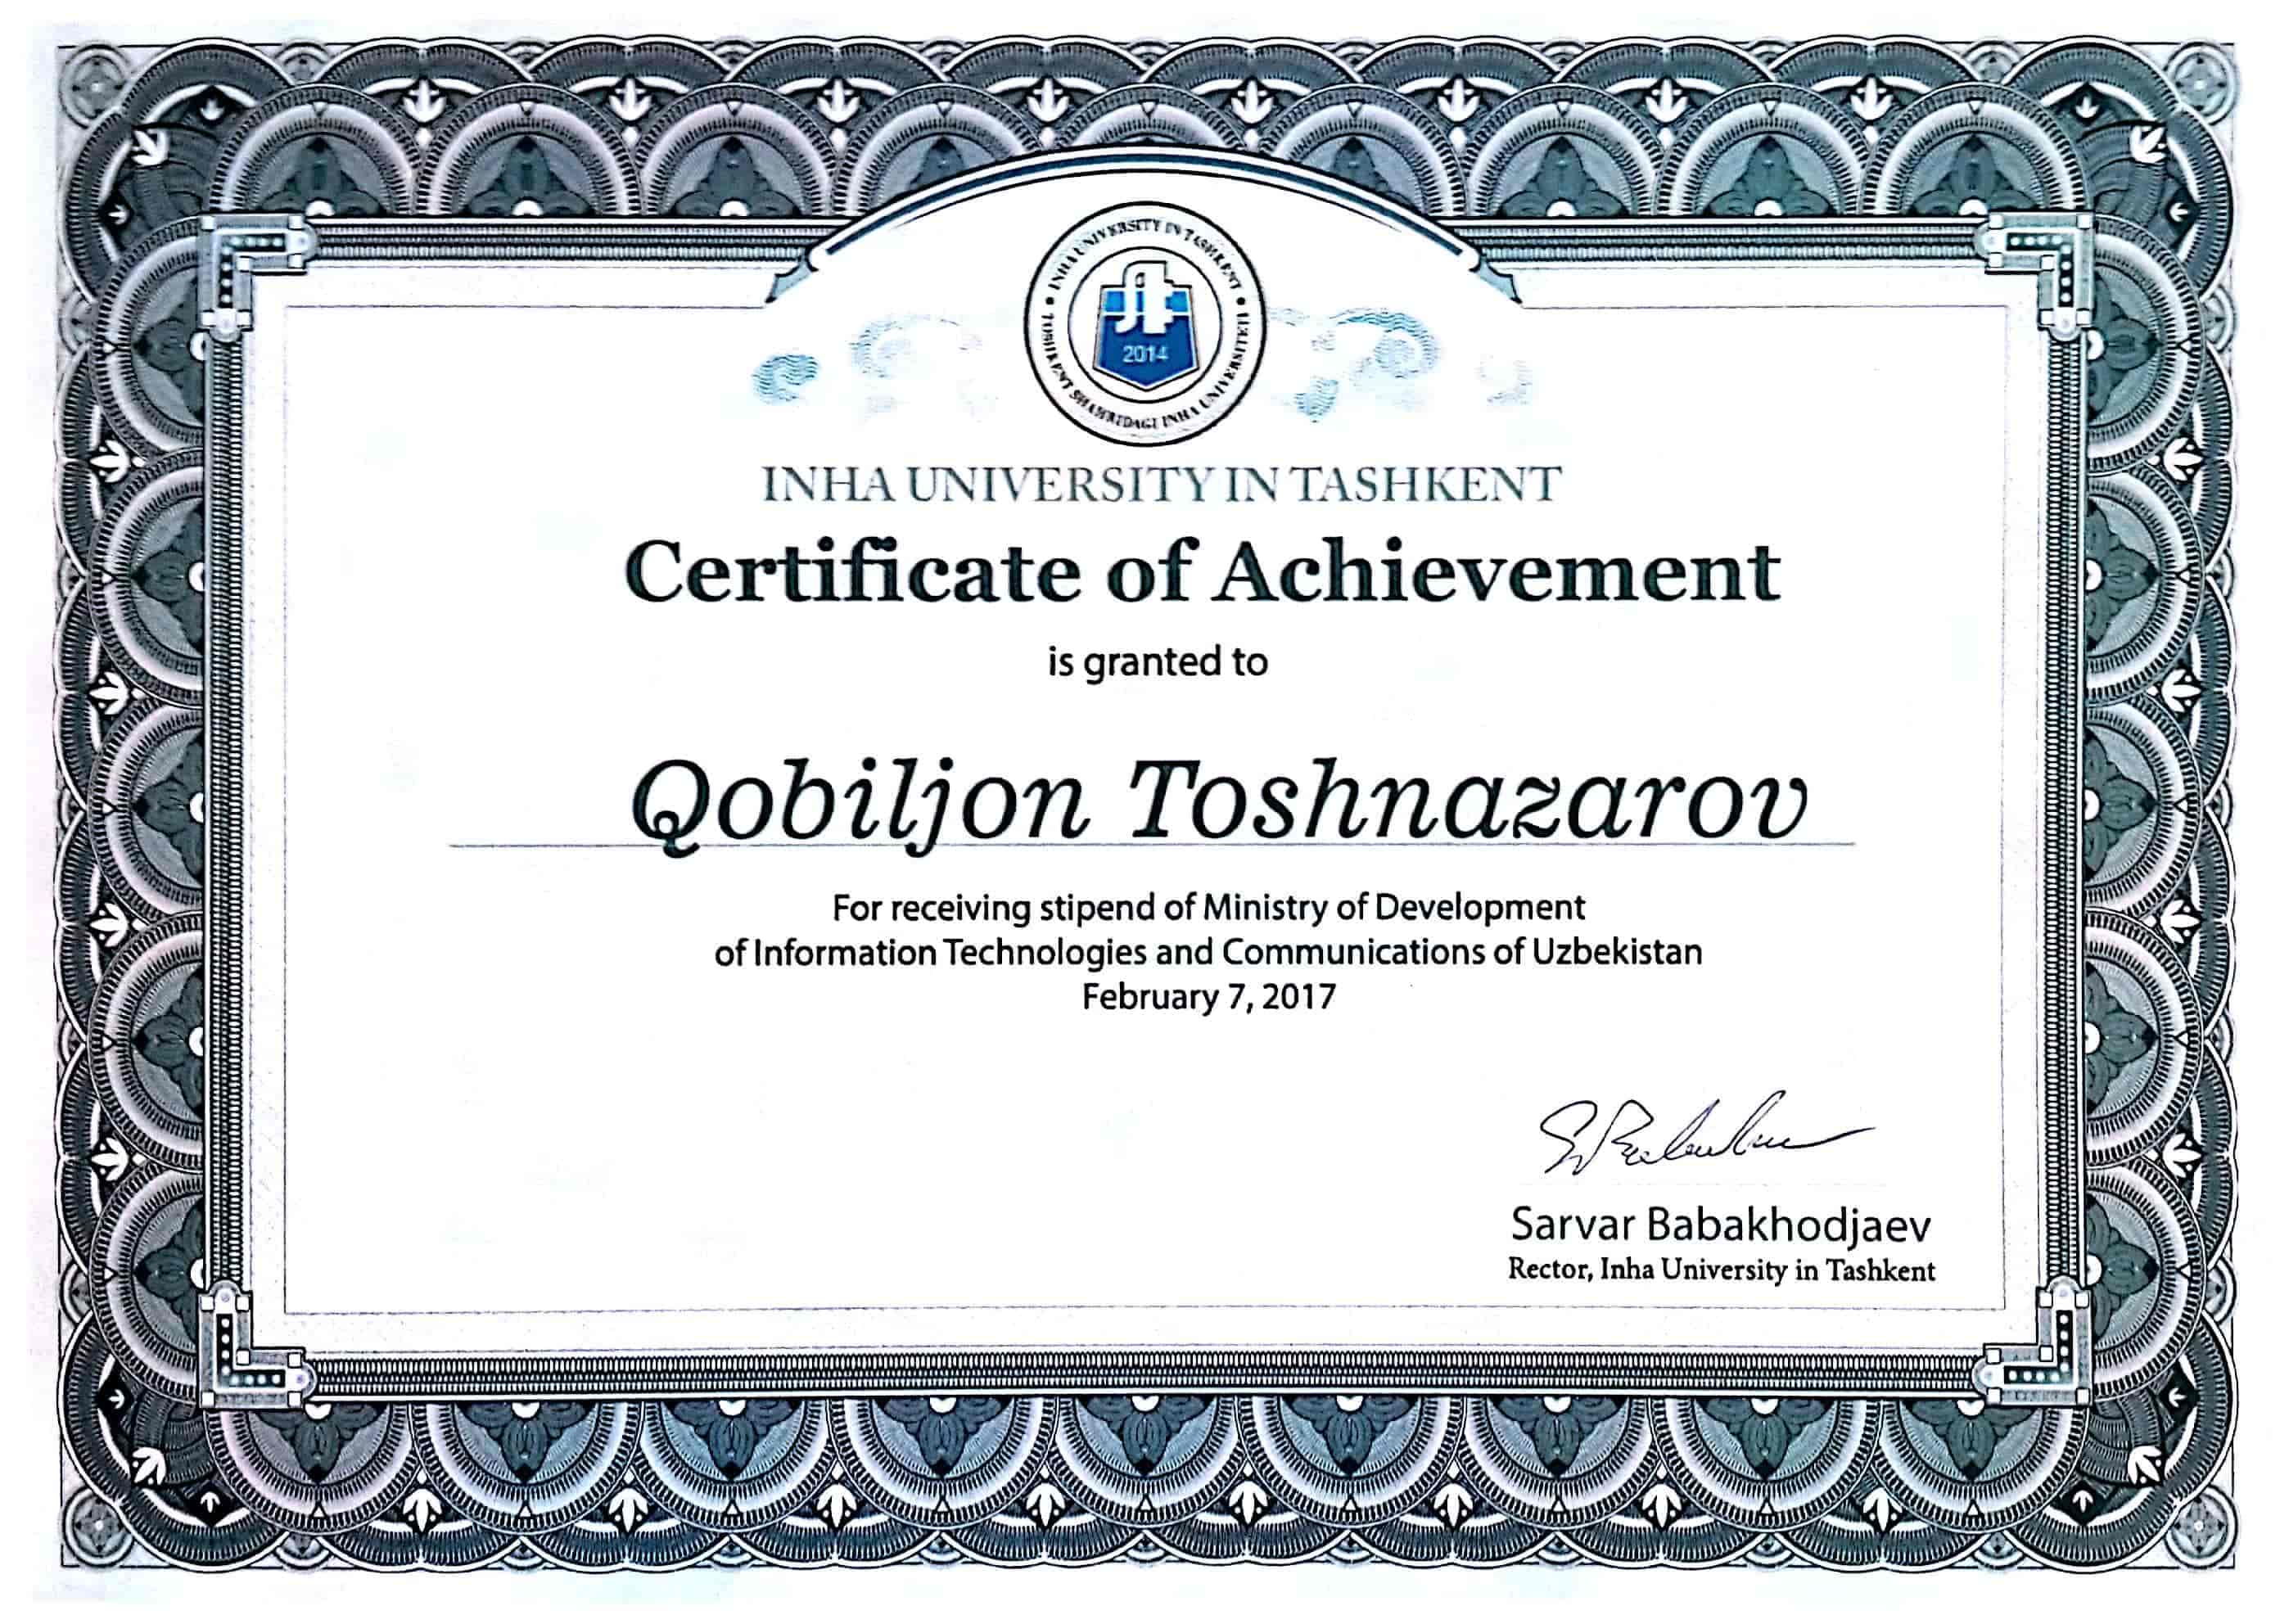 INHA UNIVERSITY IN TASHKENT
2014
TOSHKENT SHAHRIDAGI INHA UNIVERSITETI
INHA UNIVERSITY IN TASHKENT
Certificate of Achievement
is granted to
Qobiljon Toshnazarov
For receiving stipend of Ministry of Development
of Information Technologies and Communications of Uzbekistan
February 7, 2017
Sarvar Babakhodjaev
Rector, Inha University in Tashkent